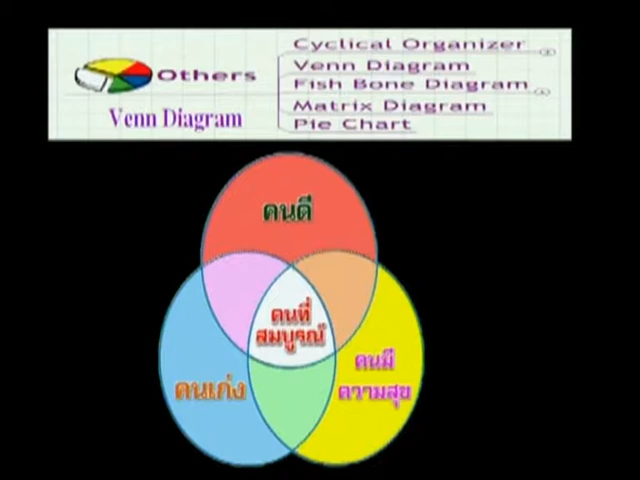 Others
Venn Diagram
Cyclical Organizer
Venn Diagram
Fish Bone Diagram
Matrix Diagram
Pie Chart
คนดี
คนที่
สมบูรณ์
คนเก่ง
คนมี
ความสุข